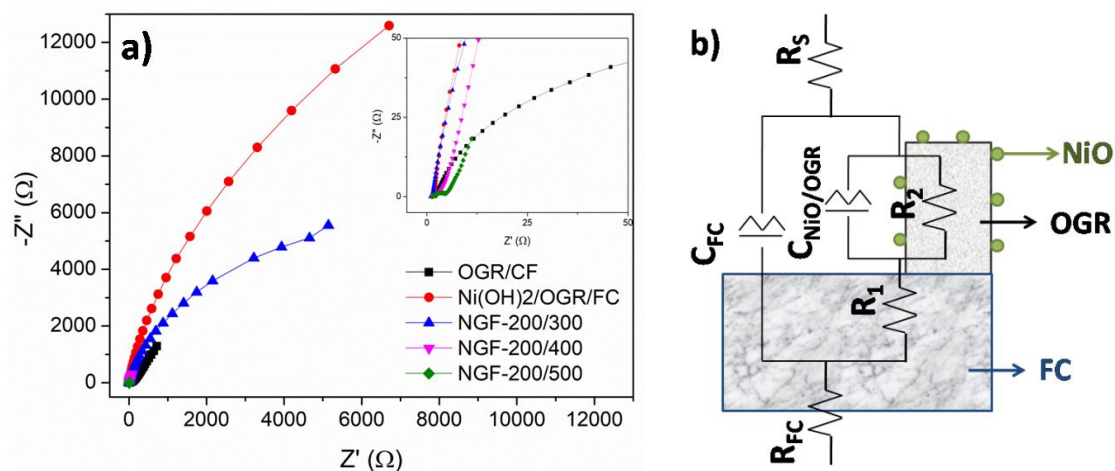 a)
12000
10000
8000
6000
4000
2000
0
-Z'' (Ω)
0
2000
4000
6000
8000
10000
12000
Z' (Ω)
50
25
0
-Z'' (Ω)
0
25
50
Z' (Ω)
OGR/CF
Ni(OH)2/OGR/FC
NGF-200/300
NGF-200/400
NGF-200/500
b)
RS
CFC
CNiO/OGR
R2
R1
RFC
NiO
OGR
FC